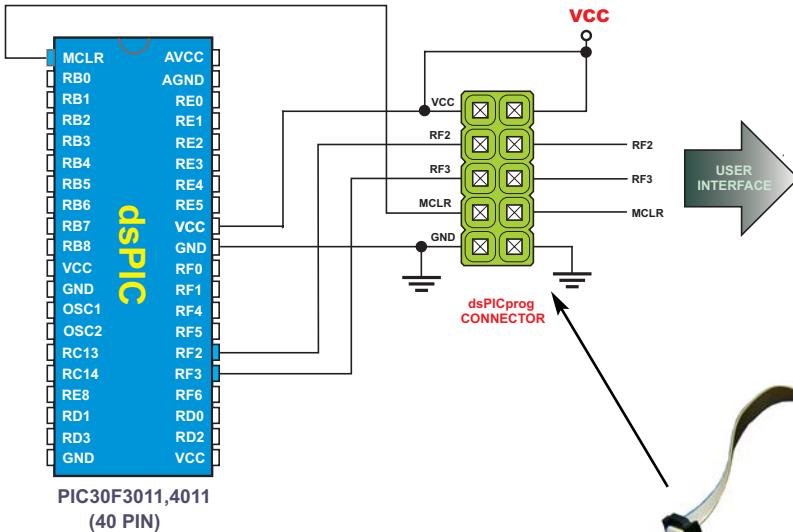 VCC
MCLR
RB0
RB1
RB2
RB3
RB4
RB5
RB6
RB7
RB8
VCC
GND
OSC1
OSC2
RC13
RC14
RE8
RD1
RD3
GND
dsPIC
AVCC
AGND
RE0
RE1
RE2
RE3
RE4
RE5
VCC
GND
RF0
RF1
RF4
RF5
RF2
RF3
RF6
RD0
RD2
VCC
PIC30F3011,4011
(40 PIN)
VCC
RF2
RF3
MCLR
GND
RF2
RF3
MCLR
dsPICprog
CONNECTOR
USER
INTERFACE